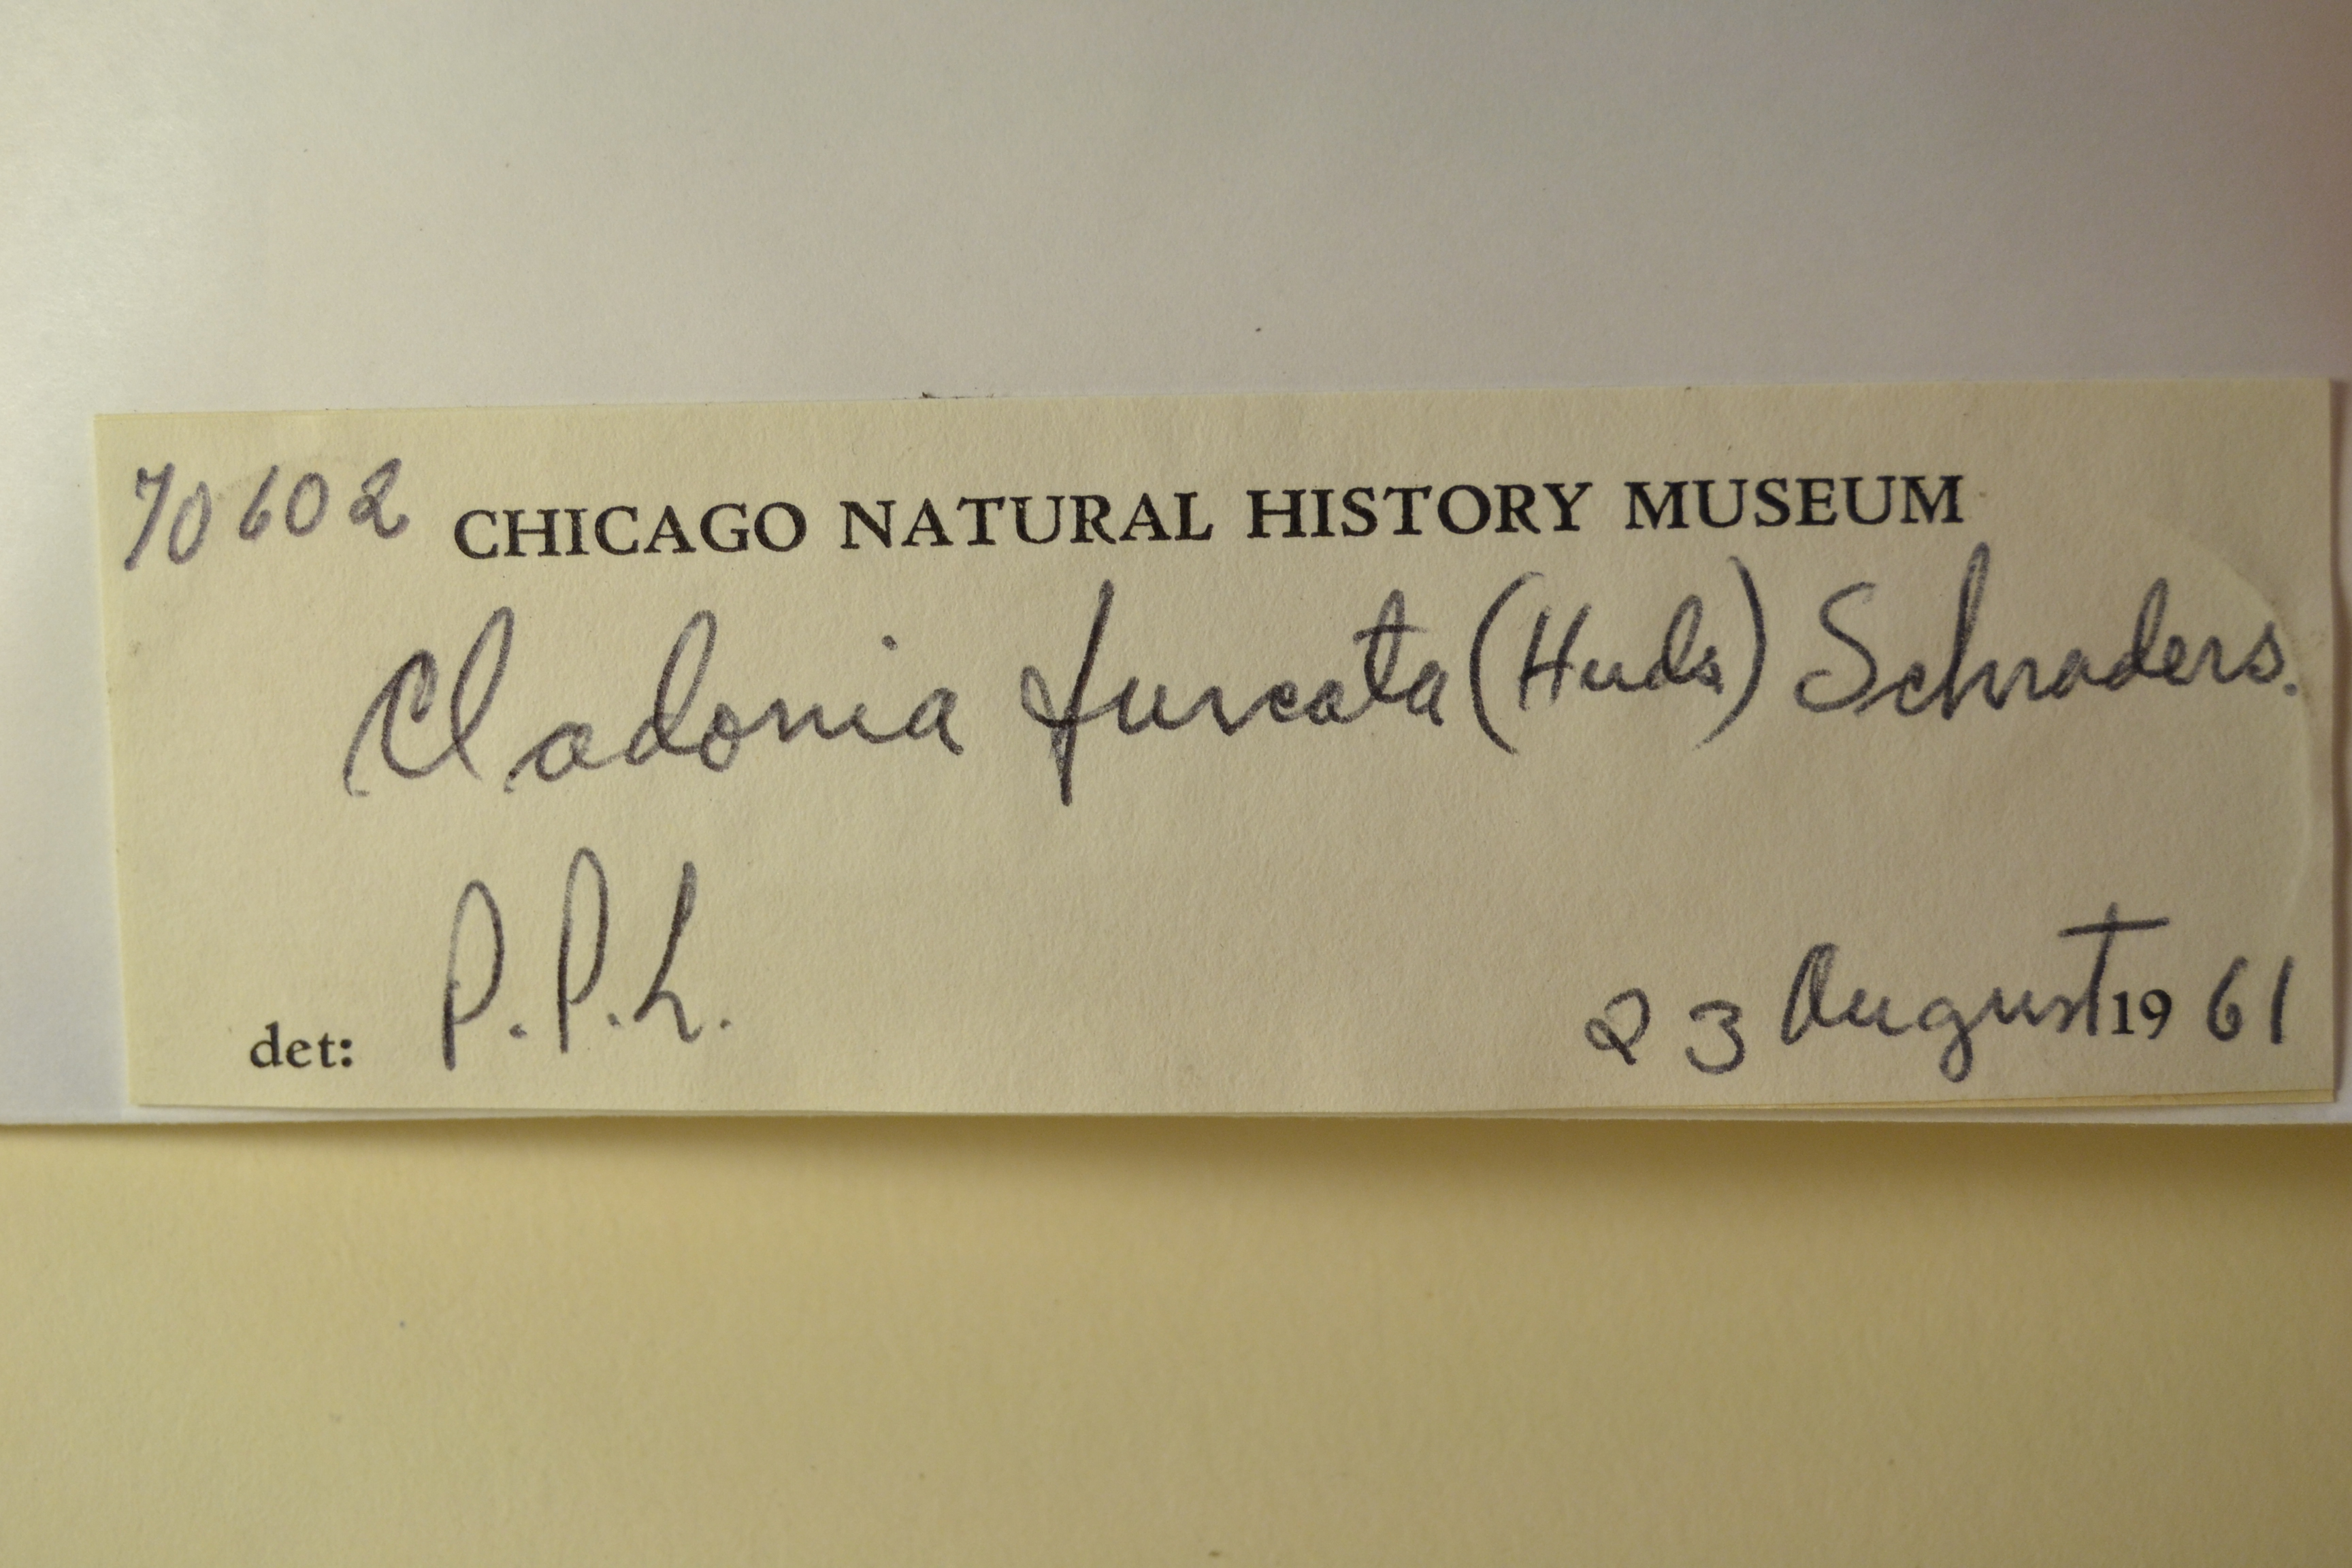 70602 CHICAGO NATURAL HISTORY MUSEUM
Cladonia furcata (Huds) Schraders.
det: P.P.L. 23 August 1961